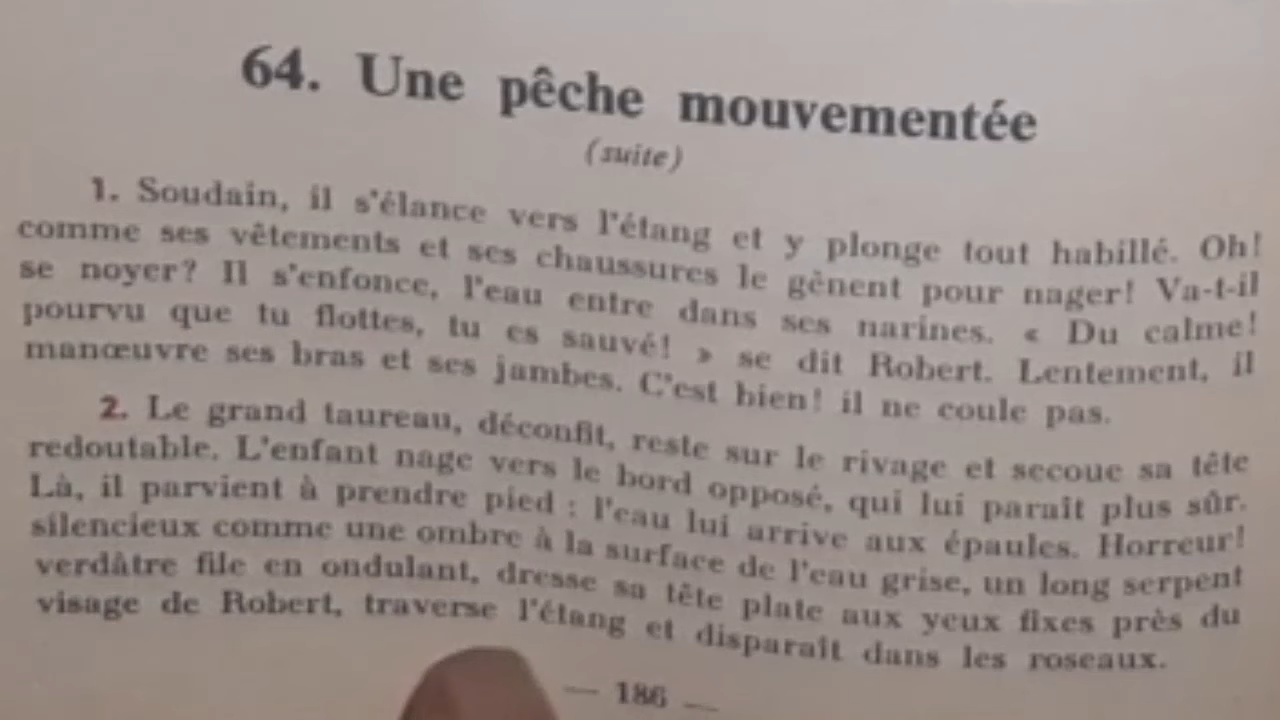 64. Une pêche mouvementée
(suite)
1. Soudain, il s'élance vers l'étang et y plonge tout habillé. Oh!
comme ses vêtements et ses chaussures le gênent pour nager! Va-t-il
se noyer? Il s'enfonce, l'eau entre dans ses narines. « Du calme!
pourvu que tu flottes, tu es sauvé! » se dit Robert. Lentement, il
manœuvre ses bras et ses jambes. C'est bien! il ne coule pas.
2. Le grand taureau, déconfit, reste sur le rivage et secoue sa tête
redoutable. L'enfant nage vers le bord opposé, qui lui paraît plus sûr.
Là, il parvient à prendre pied : l'eau lui arrive aux épaules. Horreur!
silencieux comme une ombre à la surface de l'eau grise, un long serpent
verdâtre file en ondulant, dresse sa tête plate aux yeux fixes près du
visage de Robert, traverse l'étang et disparaît dans les roseaux.
— 186 —